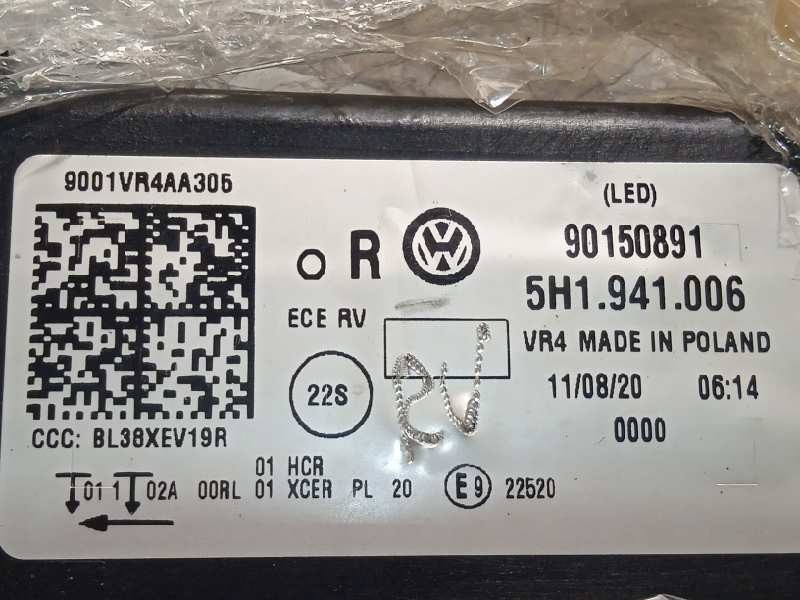 9001VR4AA305
(LED)
o R
90150891
5H1.941.006
ECE RV
VR4 MADE IN POLAND
22S
RV
11/08/20 06:14
0000
CCC: BL38XEV19R
01 HCR
01 1 02A 00RL 01 XCER PL 20 E9 22520